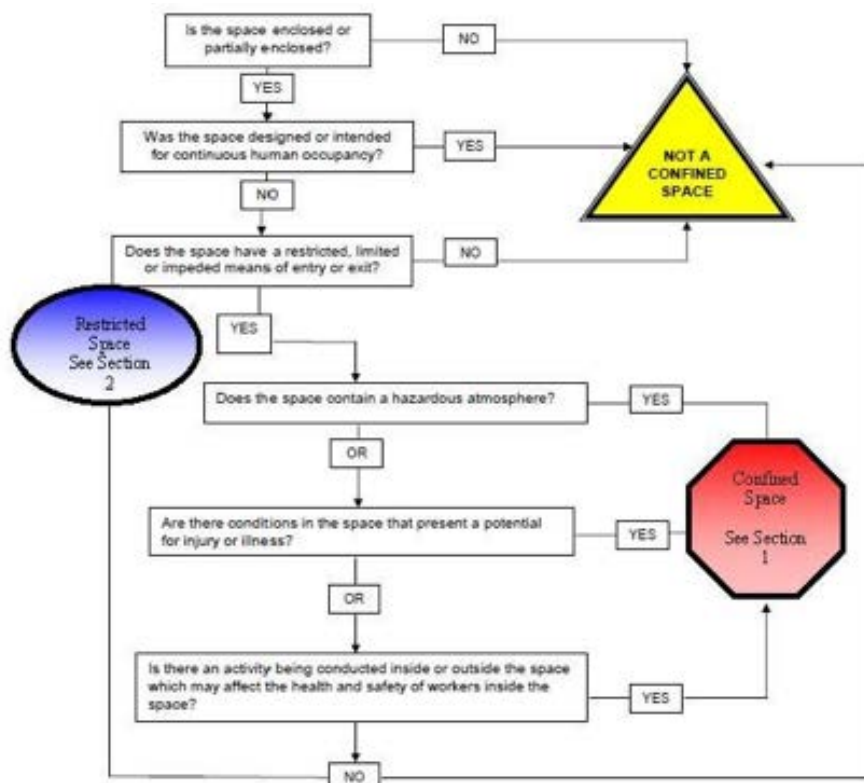 Is the space enclosed or
partially enclosed?
NO
YES
Was the space designed or intended
for continuous human occupancy?
YES
NOT A
CONFINED
SPACE
NO
Does the space have a restricted, limited
or impeded means of entry or exit?
NO
Restricted
Space
See Section
2
YES
Does the space contain a hazardous atmosphere?
YES
OR
Confined
Space
See Section
1
Are there conditions in the space that present a potential
for injury or illness?
YES
OR
Is there an activity being conducted inside or outside the space
which may affect the health and safety of workers inside the
space?
YES
NO